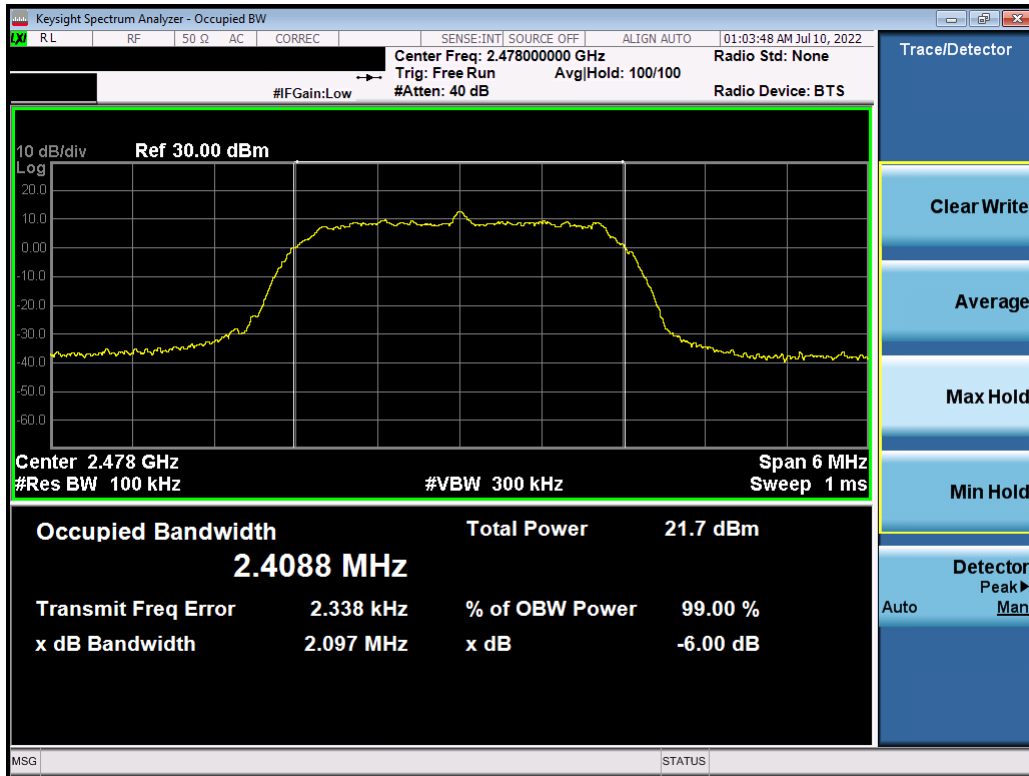 Keysight Spectrum Analyzer - Occupied BW
LXI RL RF 50 Ω AC CORREC SENSE:INT SOURCE OFF ALIGN AUTO 01:03:48 AM Jul 10, 2022
Center Freq: 2.478000000 GHz Radio Std: None
Trig: Free Run Avg|Hold: 100/100
#IFGain:Low #Atten: 40 dB Radio Device: BTS
10 dB/div Ref 30.00 dBm
Log
20.0
10.0
0.00
-10.0
-20.0
-30.0
-40.0
-50.0
-60.0
Center 2.478 GHz Span 6 MHz
#Res BW 100 kHz #VBW 300 kHz Sweep 1 ms
Occupied Bandwidth Total Power 21.7 dBm
2.4088 MHz
Transmit Freq Error 2.338 kHz % of OBW Power 99.00 %
x dB Bandwidth 2.097 MHz x dB -6.00 dB
Trace/Detector
Clear Write
Average
Max Hold
Min Hold
Detector
Peak▶
Auto Man
MSG STATUS